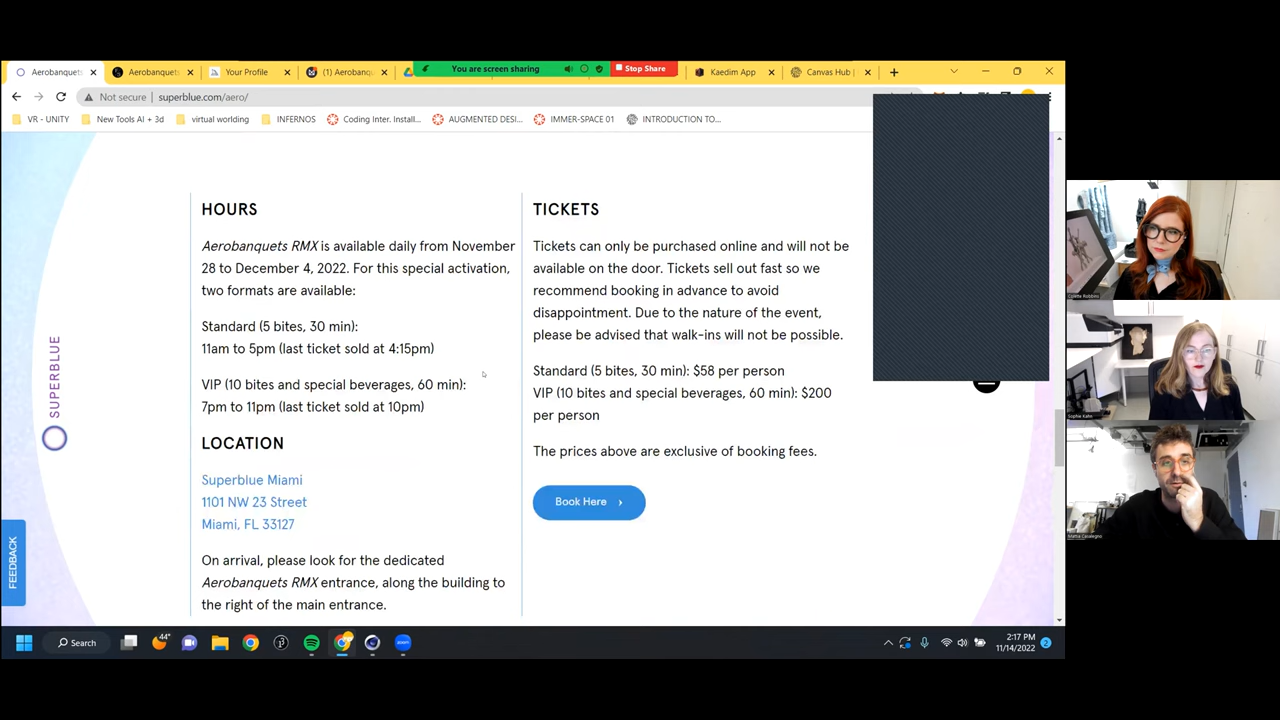 Aerobanquets
Aerobanquets
Your Profile
(1) Aerobanq
You are screen sharing
Stop Share
Kaedim App
Canvas Hub
Not secure
superblue.com/aero/
VR - UNITY
New Tools AI + 3d
virtual worlding
INFERNOS
Coding Inter. Install...
AUGMENTED DESI...
IMMER-SPACE 01
INTRODUCTION TO...
SUPERBLUE
FEEDBACK
HOURS
Aerobanquets RMX is available daily from November
28 to December 4, 2022. For this special activation,
two formats are available:
Standard (5 bites, 30 min):
11am to 5pm (last ticket sold at 4:15pm)
VIP (10 bites and special beverages, 60 min):
7pm to 11pm (last ticket sold at 10pm)
LOCATION
Superblue Miami
1101 NW 23 Street
Miami, FL 33127
On arrival, please look for the dedicated
Aerobanquets RMX entrance, along the building to
the right of the main entrance.
TICKETS
Tickets can only be purchased online and will not be
available on the door. Tickets sell out fast so we
recommend booking in advance to avoid
disappointment. Due to the nature of the event,
please be advised that walk-ins will not be possible.
Standard (5 bites, 30 min): $58 per person
VIP (10 bites and special beverages, 60 min): $200
per person
The prices above are exclusive of booking fees.
Book Here
Robbins
Sophie Kahn
Mattia Casalegno
44°
Search
2:17 PM
11/14/2022
2